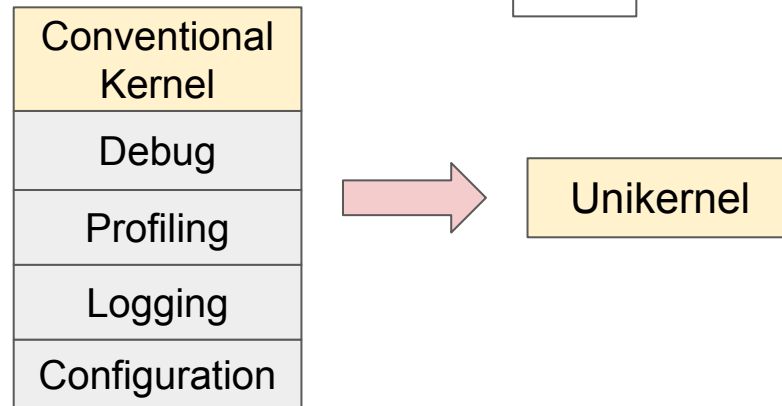 Conventional
Kernel
Debug
Profiling
Logging
Configuration
Unikernel